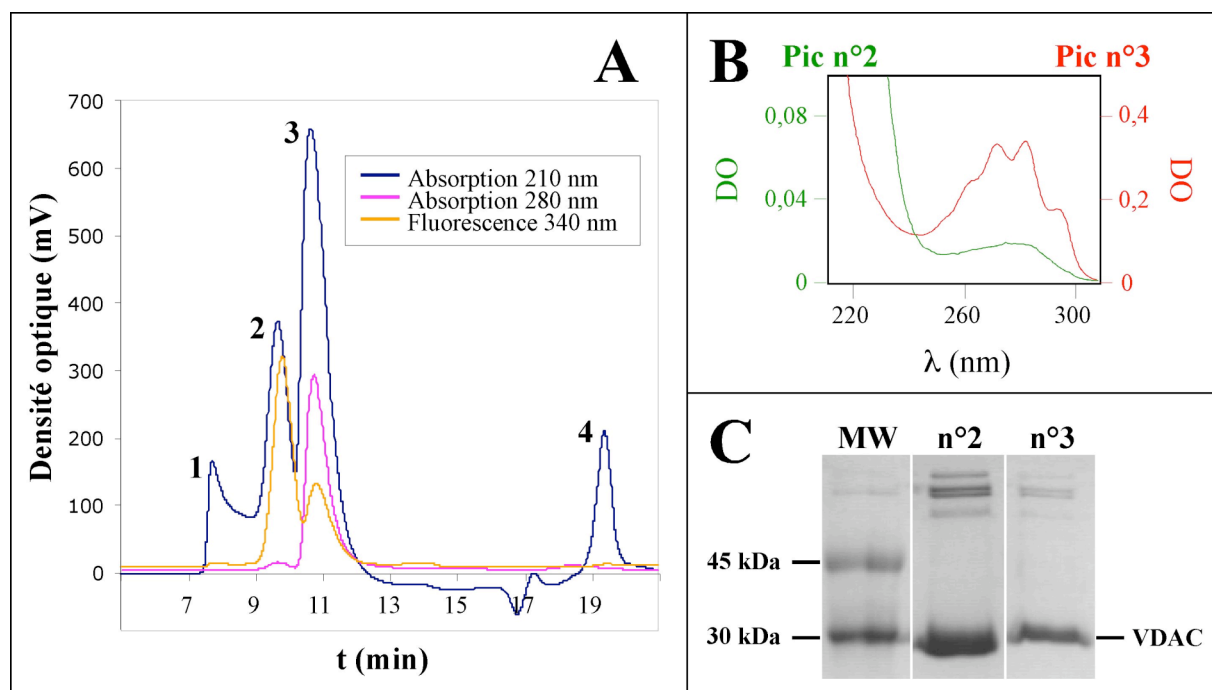 A
Densité optique (mV)
700
600
500
400
300
200
100
0
1
2
3
4
Absorption 210 nm
Absorption 280 nm
Fluorescence 340 nm
7 9 11 13 15 17 19
t (min)
B
Pic n°2 Pic n°3
DO
0,08
0,04
0
0,4
0,2
0
DO
220 260 300
λ (nm)
C
MW n°2 n°3
45 kDa
30 kDa VDAC